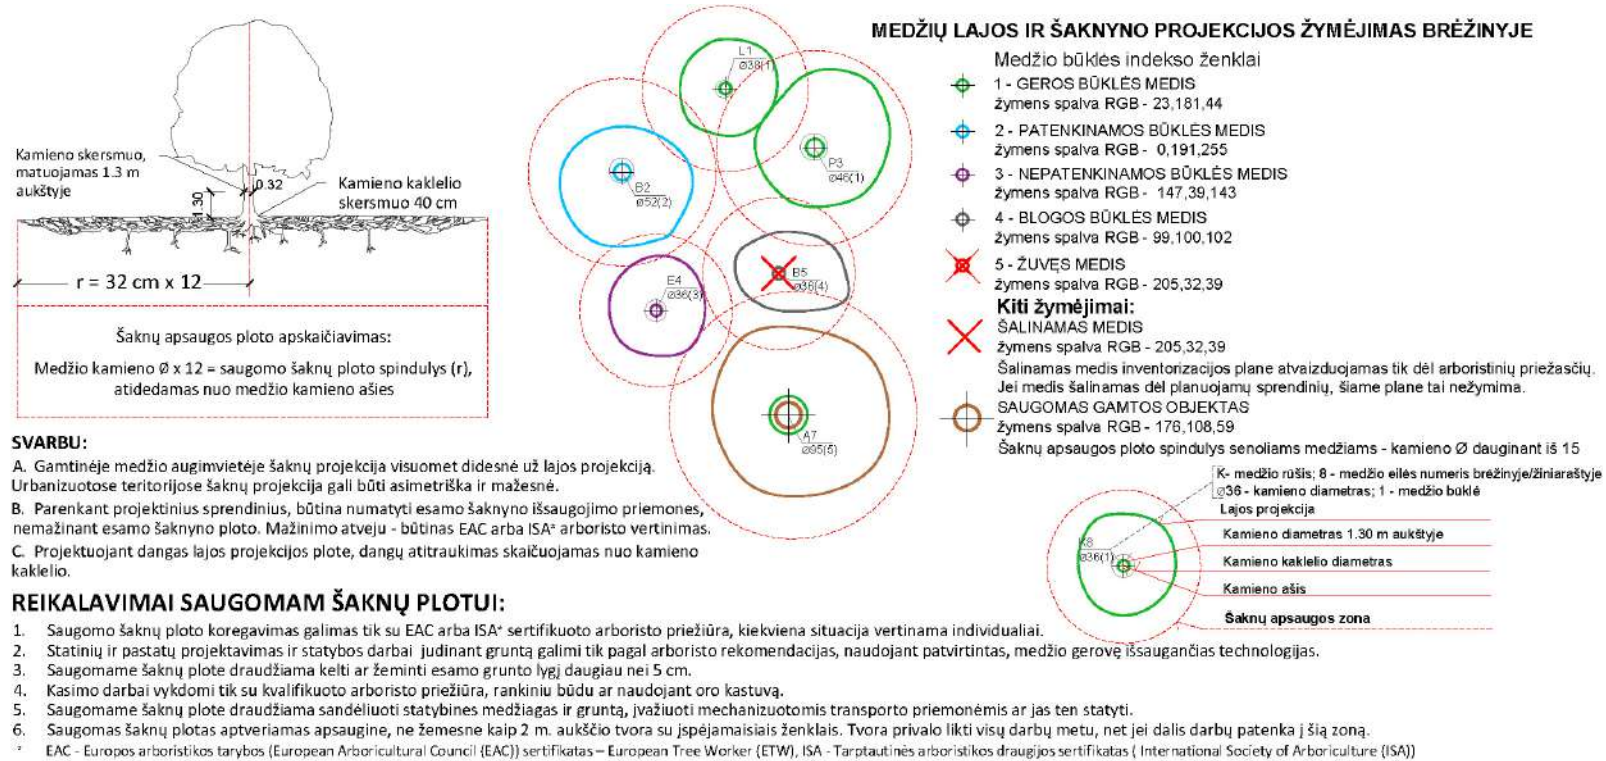 Kamieno skersmuo,
matuojamas 1.3 m
aukštyje
0.32
1.30
Kamieno kaklelio
skersmuo 40 cm
r = 32 cm x 12
Šaknų apsaugos ploto apskaičiavimas:
Medžio kamieno Ø x 12 = saugomo šaknų ploto spindulys (r),
atidedamas nuo medžio kamieno ašies
L1
ø38(1)
P3
ø46(1)
B2
ø52(2)
E4
ø36(3)
B5
ø36(4)
A7
ø95(5)
MEDŽIŲ LAJOS IR ŠAKNYNO PROJEKCIJOS ŽYMĖJIMAS BRĖŽINYJE
Medžio būklės indekso ženklai
1 - GEROS BŪKLĖS MEDIS
žymens spalva RGB - 23,181,44
2 - PATENKINAMOS BŪKLĖS MEDIS
žymens spalva RGB - 0,191,255
3 - NEPATENKINAMOS BŪKLĖS MEDIS
žymens spalva RGB - 147,39,143
4 - BLOGOS BŪKLĖS MEDIS
žymens spalva RGB - 99,100,102
5 - ŽUVĘS MEDIS
žymens spalva RGB - 205,32,39
Kiti žymėjimai:
ŠALINAMAS MEDIS
žymens spalva RGB - 205,32,39
Šalinamas medis inventorizacijos plane atvaizduojamas tik dėl arboristinių priežasčių.
Jei medis šalinamas dėl planuojamų sprendinių, šiame plane tai nežymima.
SAUGOMAS GAMTOS OBJEKTAS
žymens spalva RGB - 176,108,59
Šaknų apsaugos ploto spindulys senoliams medžiams - kamieno Ø dauginant iš 15
K- medžio rūšis; 8 - medžio eilės numeris brėžinyje/žiniaraštyje
ø36 - kamieno diametras; 1 - medžio būklė
Lajos projekcija
Kamieno diametras 1.30 m aukštyje
Kamieno kaklelio diametras
Kamieno ašis
Šaknų apsaugos zona
K8
ø36(1)
SVARBU:
A. Gamtinėje medžio augimvietėje šaknų projekcija visuomet didesnė už lajos projekciją.
Urbanizuotose teritorijose šaknų projekcija gali būti asimetriška ir mažesnė.
B. Parenkant projektinius sprendinius, būtina numatyti esamo šaknyno išsaugojimo priemones,
nemažinant esamo šaknyno ploto. Mažinimo atveju - būtinas EAC arba ISA* arboristo vertinimas.
C. Projektuojant dangas lajos projekcijos plote, dangų atitraukimas skaičuojamas nuo kamieno
kaklelio.
REIKALAVIMAI SAUGOMAM ŠAKNŲ PLOTUI:
1. Saugomo šaknų ploto koregavimas galimas tik su EAC arba ISA* sertifikuoto arboristo priežiūra, kiekviena situacija vertinama individualiai.
2. Statinių ir pastatų projektavimas ir statybos darbai judinant gruntą galimi tik pagal arboristo rekomendacijas, naudojant patvirtintas, medžio gerovę išsaugančias technologijas.
3. Saugomame šaknų plote draudžiama kelti ar žeminti esamo grunto lygį daugiau nei 5 cm.
4. Kasimo darbai vykdomi tik su kvalifikuoto arboristo priežiūra, rankiniu būdu ar naudojant oro kastuvą.
5. Saugomame šaknų plote draudžiama sandėliuoti statybines medžiagas ir gruntą, įvažiuoti mechanizuotomis transporto priemonėmis ar jas ten statyti.
6. Saugomas šaknų plotas aptveriamas apsaugine, ne žemesne kaip 2 m. aukščio tvora su įspėjamaisiais ženklais. Tvora privalo likti visų darbų metu, net jei dalis darbų patenka į šią zoną.
* EAC - Europos arboristikos tarybos (European Arboricultural Council (EAC)) sertifikatas – European Tree Worker (ETW), ISA - Tarptautinės arboristikos draugijos sertifikatas ( International Society of Arboriculture (ISA))